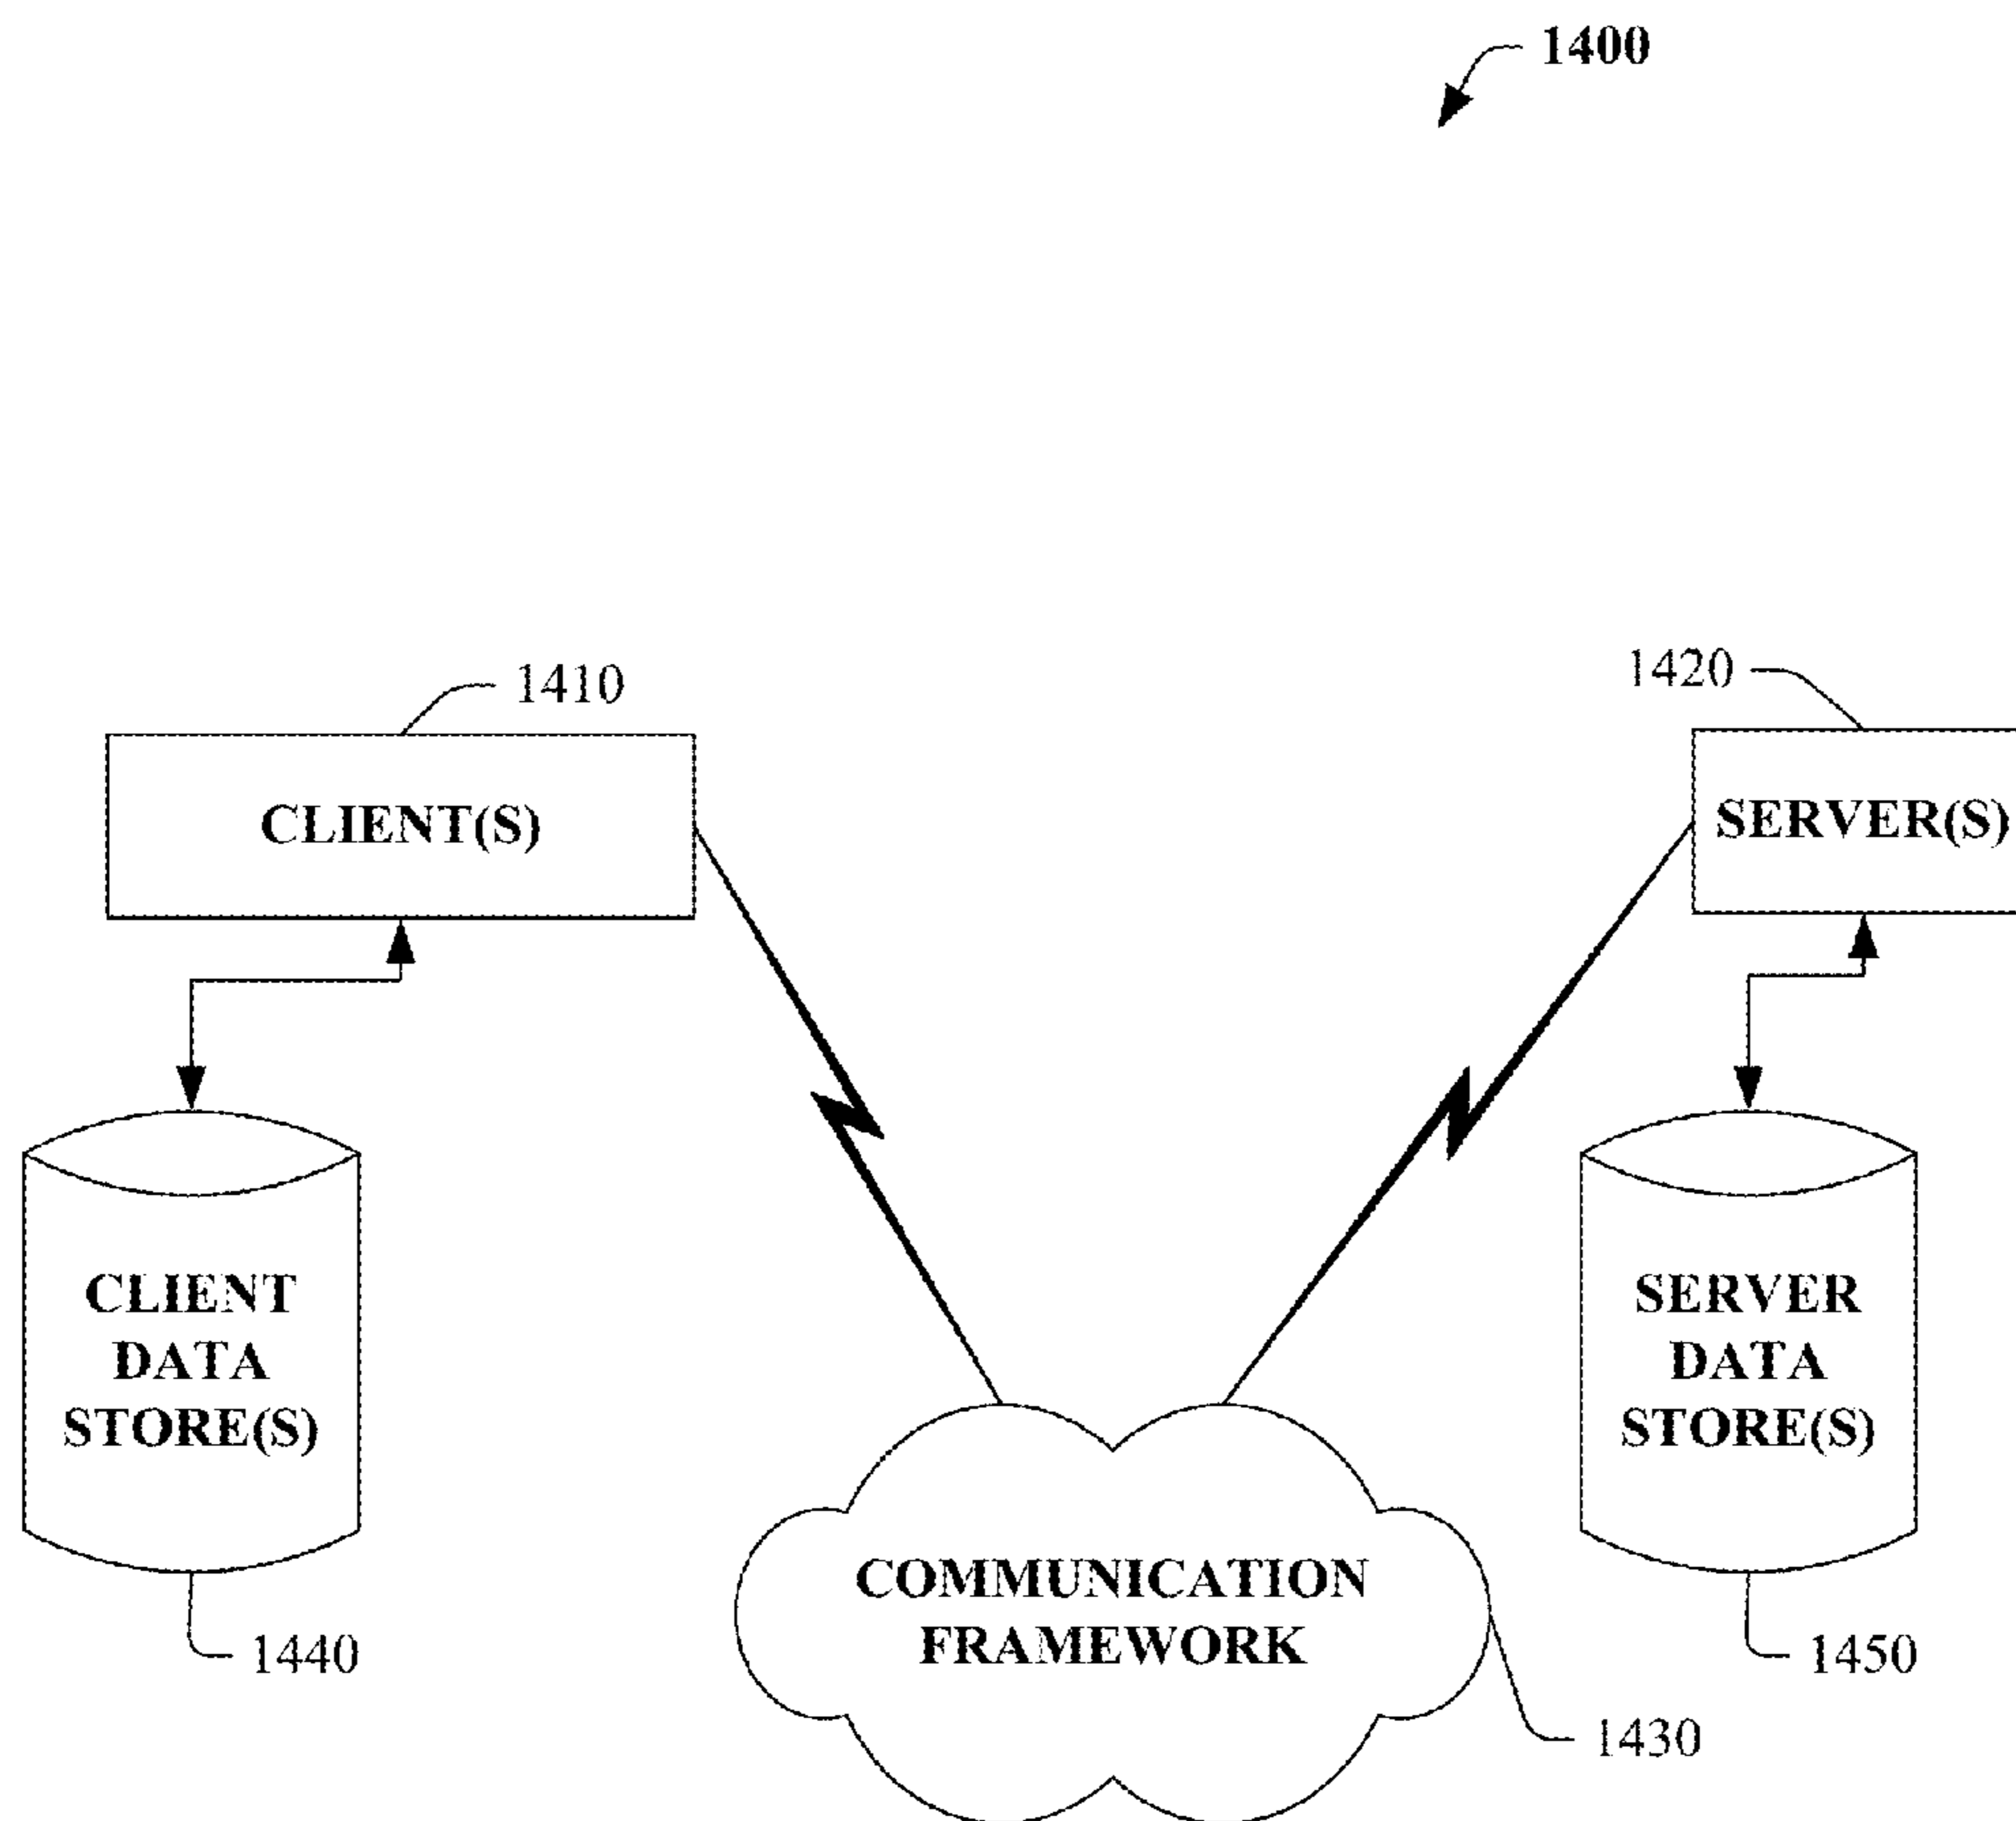 1400
1410
1420
CLIENT(S)
SERVER(S)
CLIENT
DATA
STORE(S)
SERVER
DATA
STORE(S)
COMMUNICATION
FRAMEWORK
1440
1450
1430